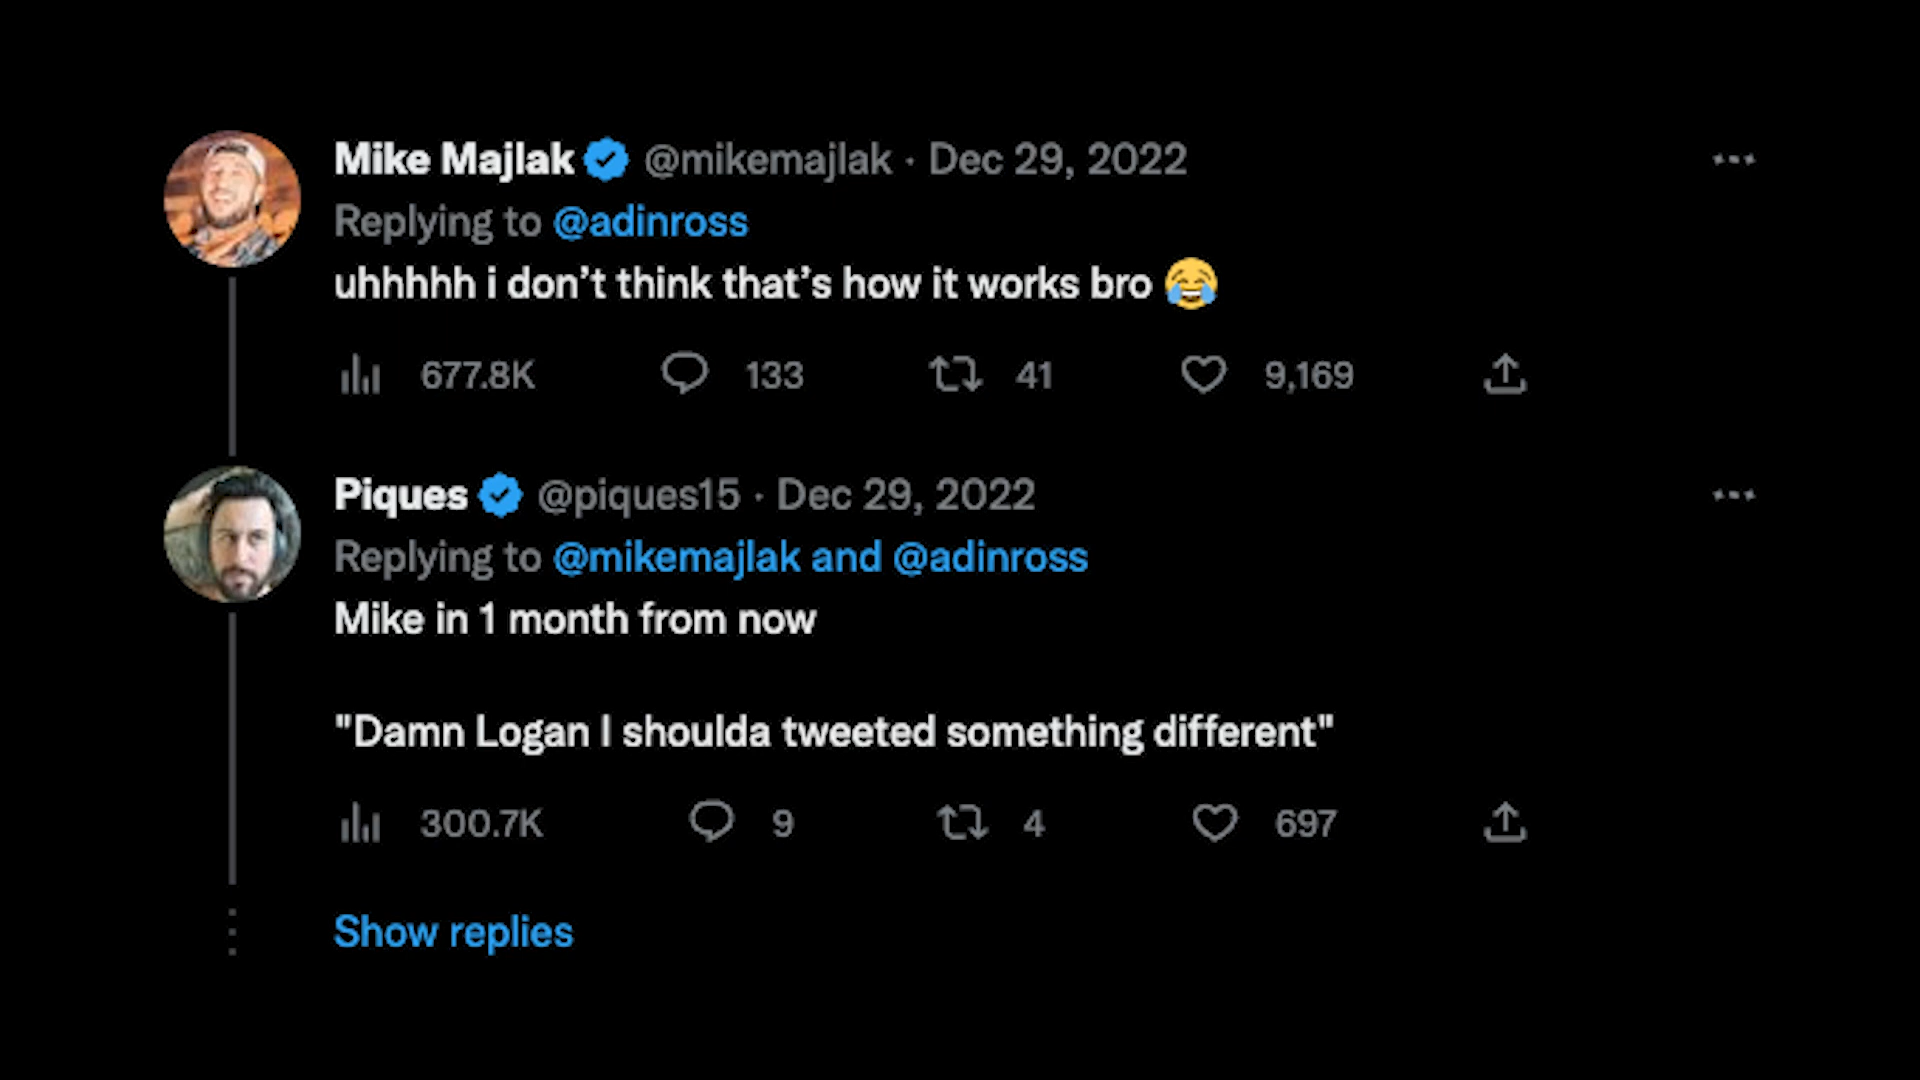 Mike Majlak @mikemajlak · Dec 29, 2022
Replying to @adinross
uhhhhh i don’t think that’s how it works bro 😂
677.8K 133 41 9,169
Piques @piques15 · Dec 29, 2022
Replying to @mikemajlak and @adinross
Mike in 1 month from now
"Damn Logan I shoulda tweeted something different"
300.7K 9 4 697
Show replies